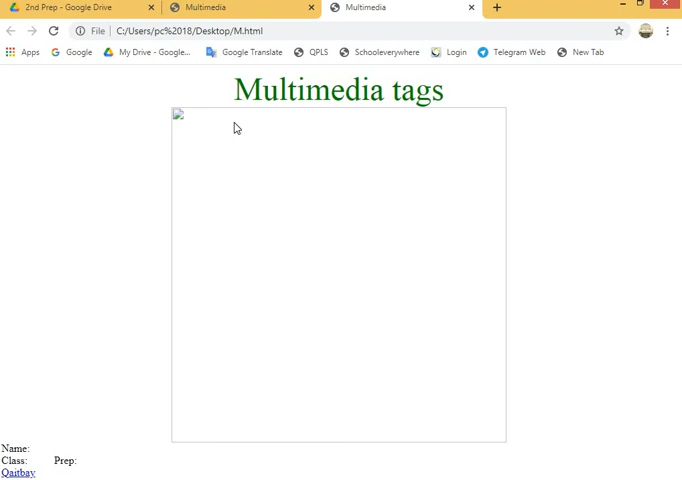 2nd Prep - Google Drive
Multimedia
Multimedia
File C:/Users/pc%2018/Desktop/M.html
Apps Google My Drive - Google... Google Translate QPLS Schooleverywhere Login Telegram Web New Tab
Multimedia tags
Name:
Class: Prep:
Qaitbay